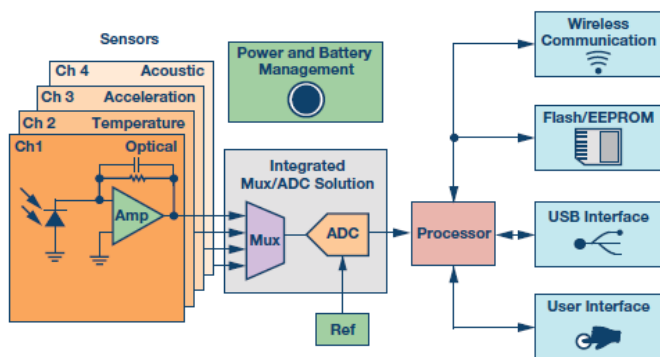 Sensors
Ch 4 Acoustic
Ch 3 Acceleration
Ch 2 Temperature
Ch1 Optical
Amp
Power and Battery
Management
Integrated
Mux/ADC Solution
Mux
ADC
Ref
Processor
Wireless
Communication
Flash/EEPROM
USB Interface
User Interface